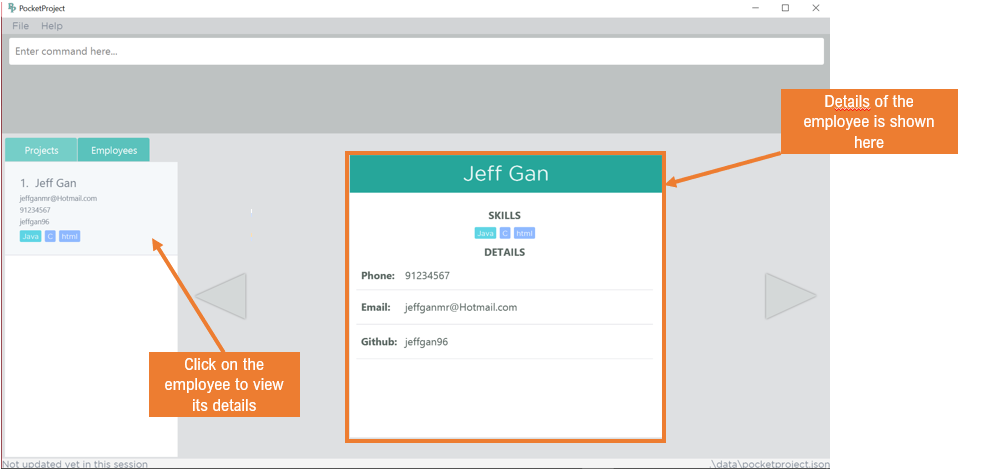 PocketProject
File Help
Enter command here...
Details of the
employee is shown
here
Projects Employees
1. Jeff Gan
jeffganmr@Hotmail.com
91234567
jeffgan96
Java C html
Jeff Gan
SKILLS
Java C html
DETAILS
Phone: 91234567
Email: jeffganmr@Hotmail.com
Github: jeffgan96
Click on the
employee to view
its details
Not updated yet in this session
.\data\pocketproject.json